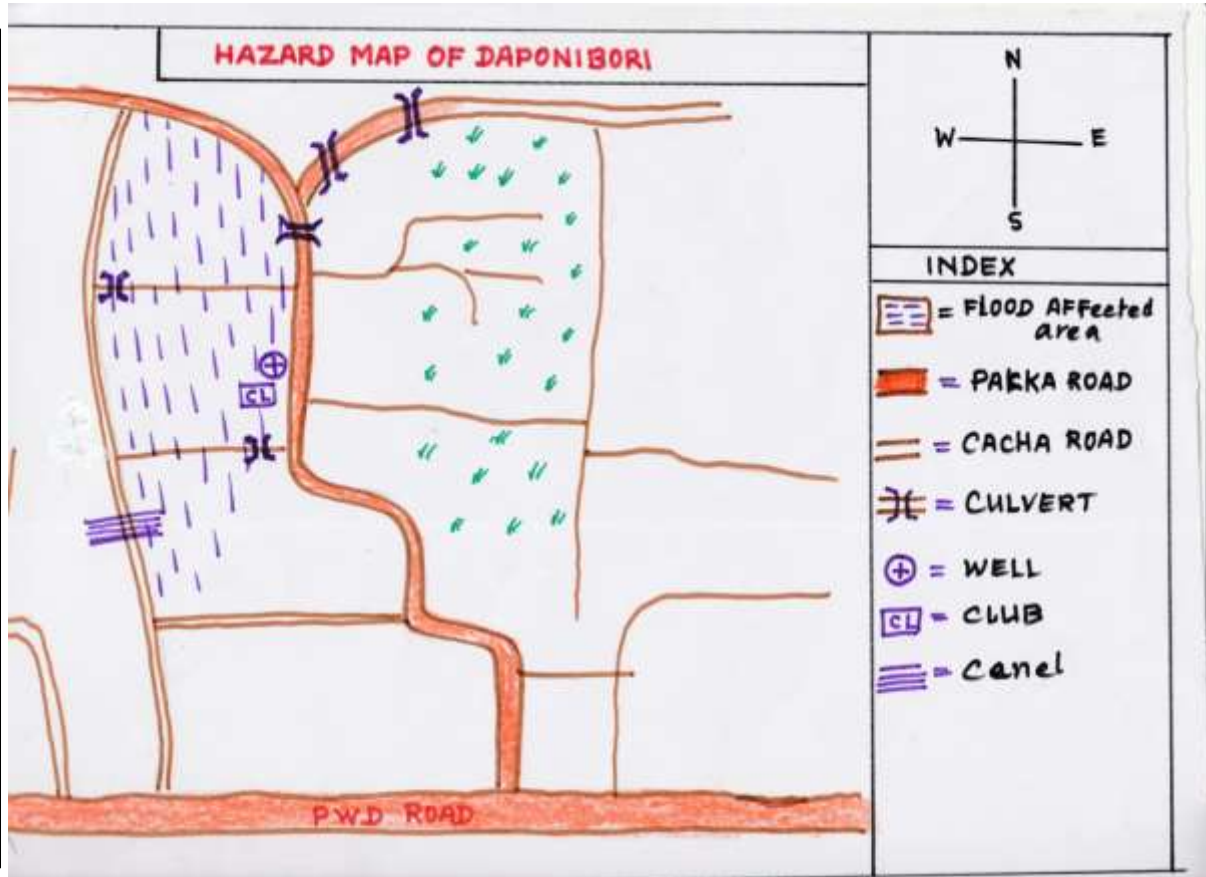 HAZARD MAP OF DAPONIBORI
N
W E
S
INDEX
= FLOOD AFFected
area
= PAKKA ROAD
= CACHA ROAD
= CULVERT
= WELL
CL = CLUB
= Canel
CL
PWD ROAD